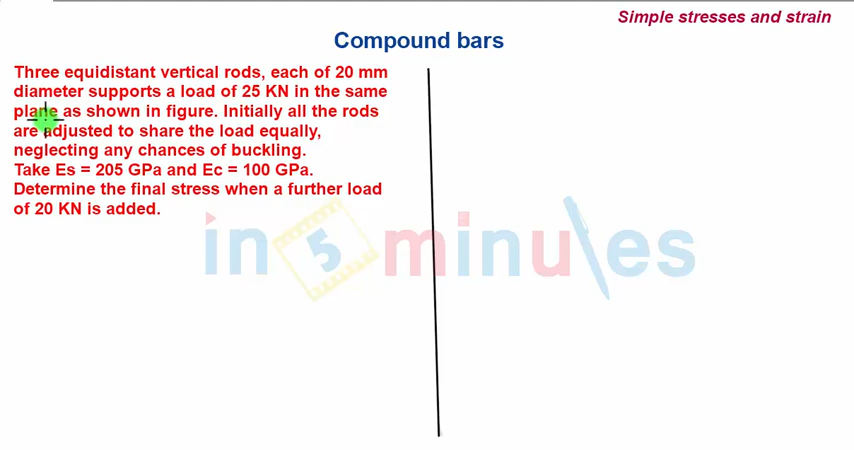 Simple stresses and strain
Compound bars
Three equidistant vertical rods, each of 20 mm
diameter supports a load of 25 KN in the same
plane as shown in figure. Initially all the rods
are adjusted to share the load equally,
neglecting any chances of buckling.
Take Es = 205 GPa and Ec = 100 GPa.
Determine the final stress when a further load
of 20 KN is added.
in 5 minutes